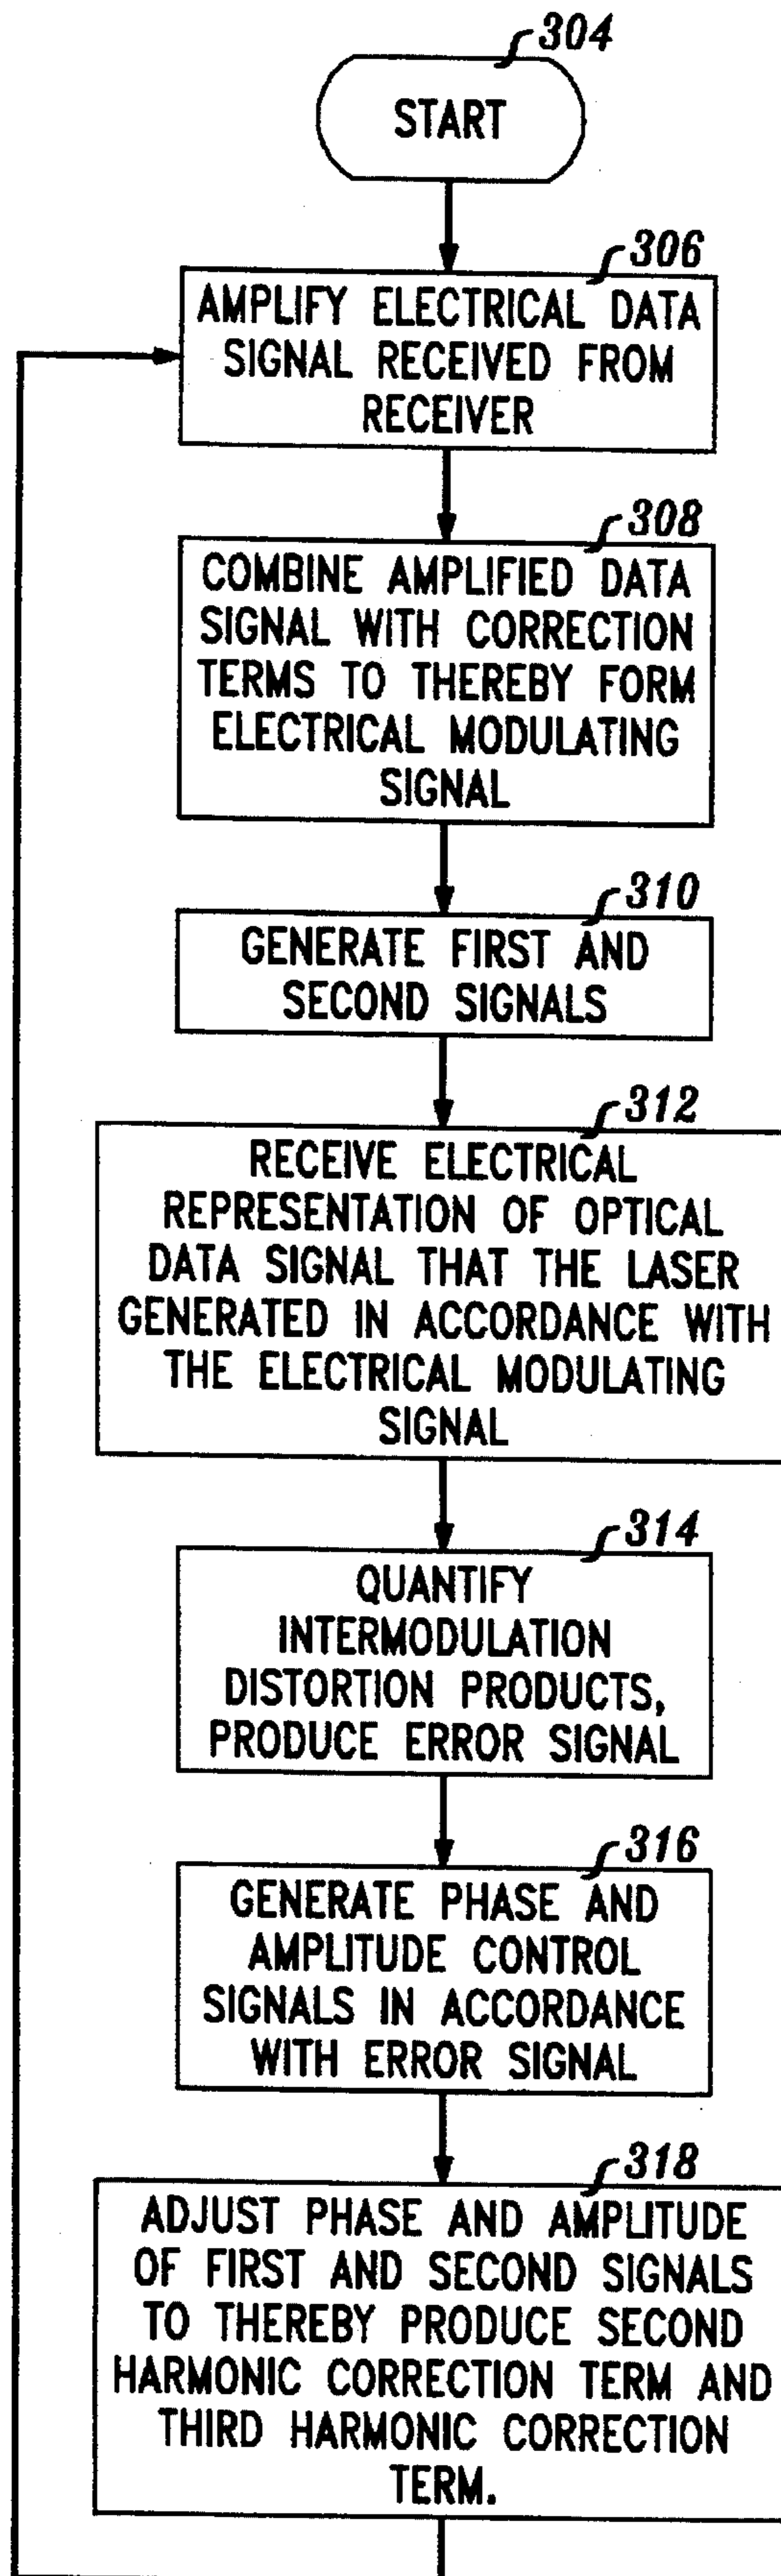 304
START
306
AMPLIFY ELECTRICAL DATA
SIGNAL RECEIVED FROM
RECEIVER
308
COMBINE AMPLIFIED DATA
SIGNAL WITH CORRECTION
TERMS TO THEREBY FORM
ELECTRICAL MODULATING
SIGNAL
310
GENERATE FIRST AND
SECOND SIGNALS
312
RECEIVE ELECTRICAL
REPRESENTATION OF OPTICAL
DATA SIGNAL THAT THE LASER
GENERATED IN ACCORDANCE WITH
THE ELECTRICAL MODULATING
SIGNAL
314
QUANTIFY
INTERMODULATION
DISTORTION PRODUCTS,
PRODUCE ERROR SIGNAL
316
GENERATE PHASE AND
AMPLITUDE CONTROL
SIGNALS IN ACCORDANCE
WITH ERROR SIGNAL
318
ADJUST PHASE AND AMPLITUDE
OF FIRST AND SECOND SIGNALS
TO THEREBY PRODUCE SECOND
HARMONIC CORRECTION TERM AND
THIRD HARMONIC CORRECTION
TERM.